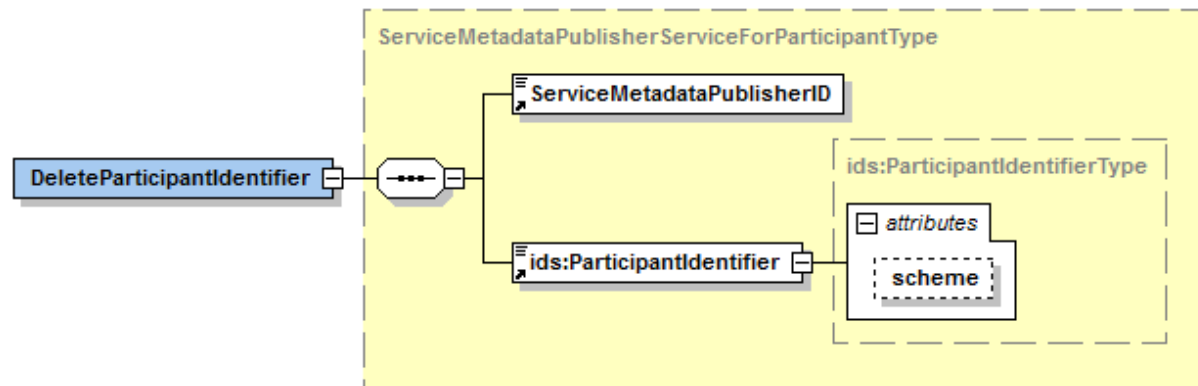 ServiceMetadataPublisherServiceForParticipantType
ServiceMetadataPublisherID
ids:ParticipantIdentifierType
DeleteParticipantIdentifier
attributes
ids:ParticipantIdentifier
scheme